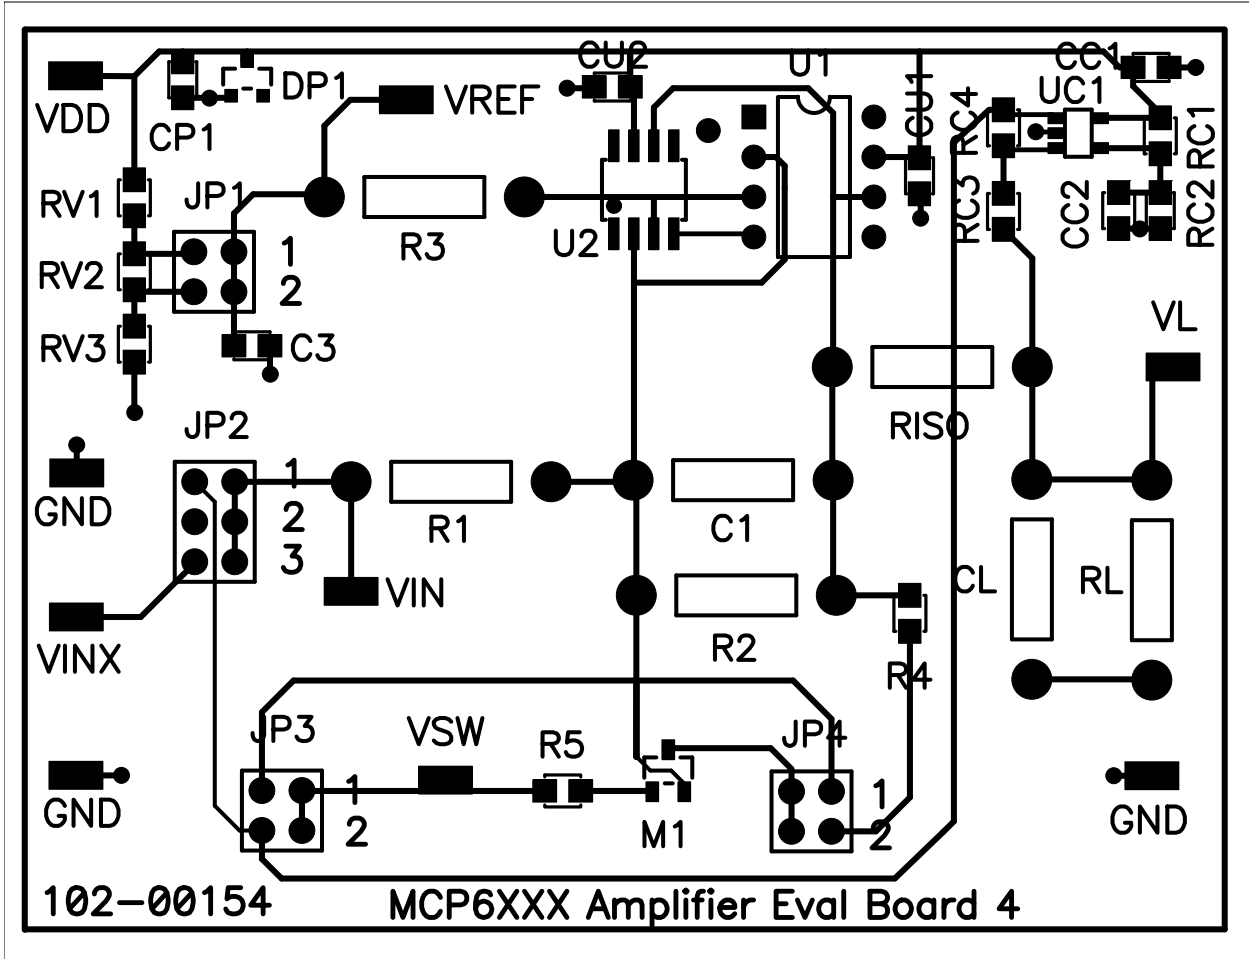 CU2
U1
CC1
VDD
DP1
VREF
CU1
RC4
UC1
CP1
RC1
RV1
JP1
R3
U2
RC3
CC2
RC2
RV2
1
2
RV3
C3
VL
JP2
RISO
GND
1
2
3
R1
C1
VIN
CL
RL
VINX
R2
R4
JP3
VSW
R5
JP4
GND
1
2
M1
1
2
GND
102-00154
MCP6XXX Amplifier Eval Board 4